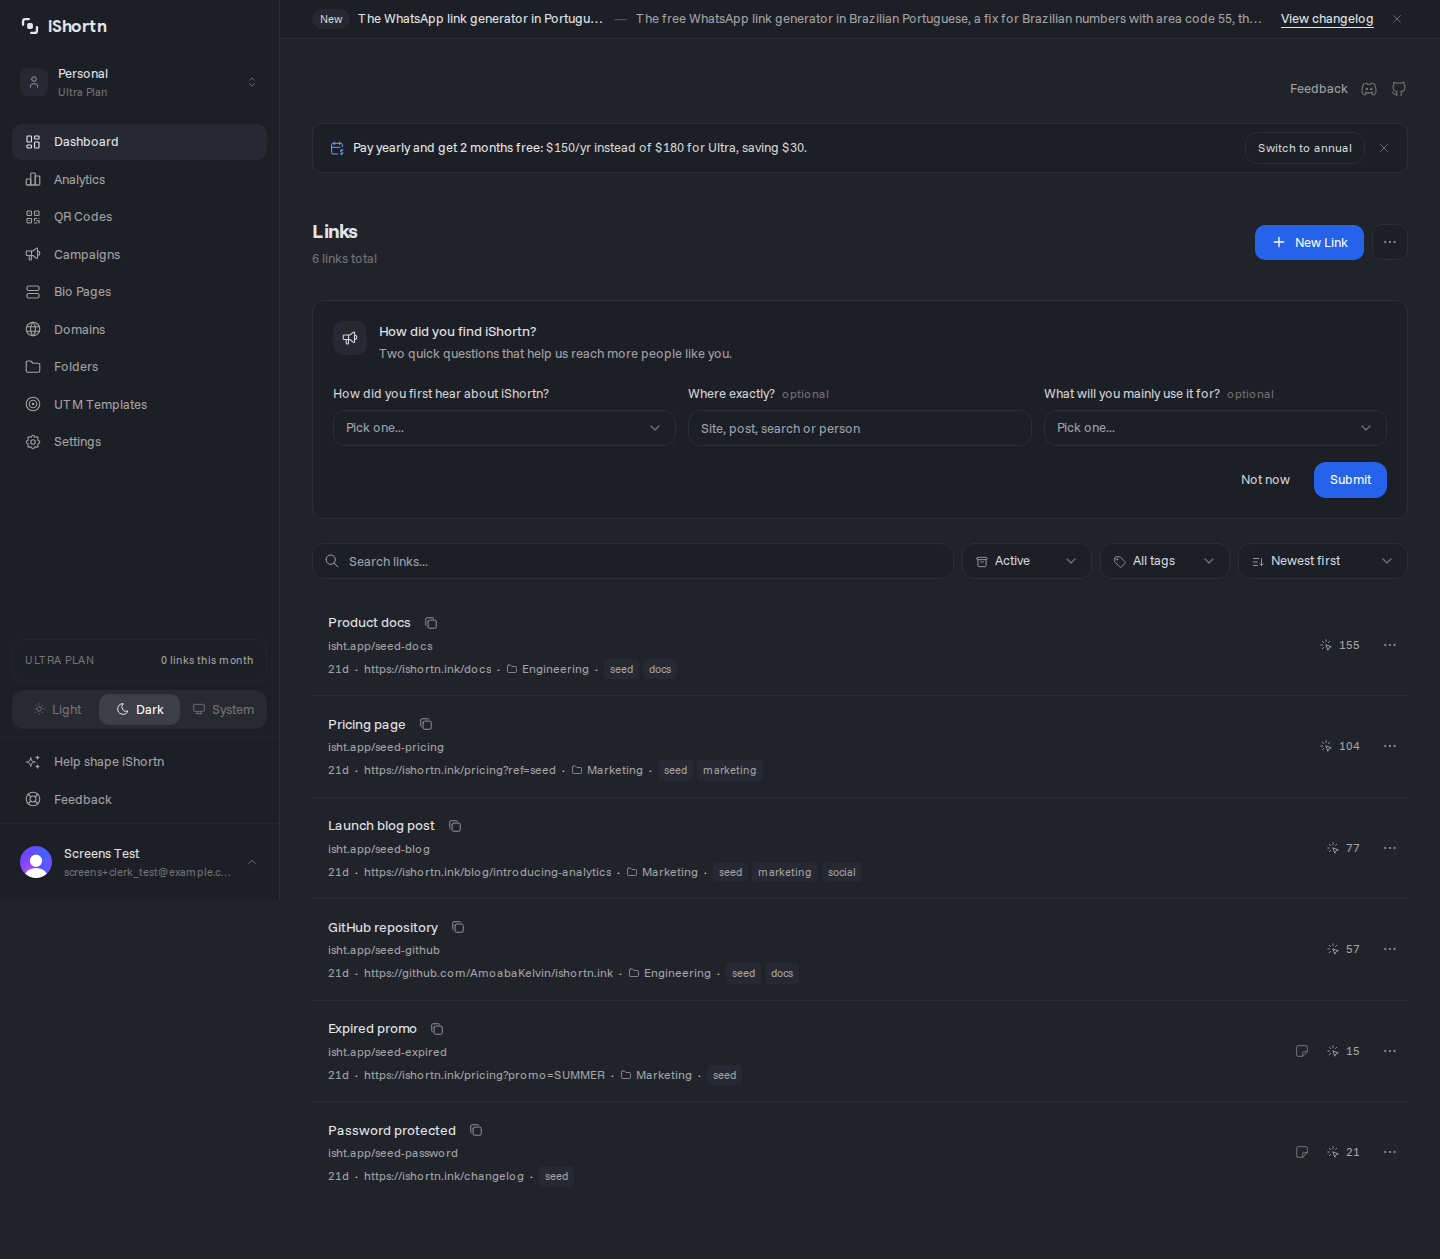 iShortn
Personal
Ultra Plan
Dashboard
Analytics
QR Codes
Campaigns
Bio Pages
Domains
Folders
UTM Templates
Settings
ULTRA PLAN 0 links this month
Light Dark System
Help shape iShortn
Feedback
Screens Test
screens+clerk_test@example.c...
New The WhatsApp link generator in Portugu... — The free WhatsApp link generator in Brazilian Portuguese, a fix for Brazilian numbers with area code 55, th... View changelog
Feedback
Pay yearly and get 2 months free: $150/yr instead of $180 for Ultra, saving $30. Switch to annual
Links
6 links total
New Link
How did you find iShortn?
Two quick questions that help us reach more people like you.
How did you first hear about iShortn? Where exactly? optional What will you mainly use it for? optional
Pick one... Site, post, search or person Pick one...
Not now Submit
Search links... Active All tags Newest first
Product docs
isht.app/seed-docs
155
21d · https://ishortn.ink/docs · Engineering · seed docs
Pricing page
isht.app/seed-pricing
104
21d · https://ishortn.ink/pricing?ref=seed · Marketing · seed marketing
Launch blog post
isht.app/seed-blog
77
21d · https://ishortn.ink/blog/introducing-analytics · Marketing · seed marketing social
GitHub repository
isht.app/seed-github
57
21d · https://github.com/AmoabaKelvin/ishortn.ink · Engineering · seed docs
Expired promo
isht.app/seed-expired
15
21d · https://ishortn.ink/pricing?promo=SUMMER · Marketing · seed
Password protected
isht.app/seed-password
21
21d · https://ishortn.ink/changelog · seed